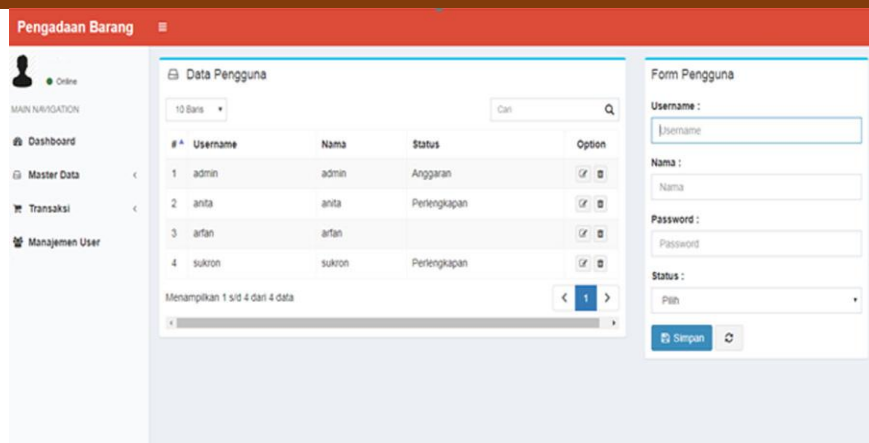 Pengadaan Barang
Online
MAIN NAVIGATION
Dashboard
Master Data
Transaksi
Manajemen User
Data Pengguna
10 Baris
Cari
# Username Nama Status Option
1 admin admin Anggaran
2 anita anita Perlengkapan
3 arfan arfan
4 sukron sukron Perlengkapan
Menampilkan 1 s/d 4 dari 4 data
1
Form Pengguna
Username :
Username
Nama :
Nama
Password :
Password
Status :
Pilih
Simpan